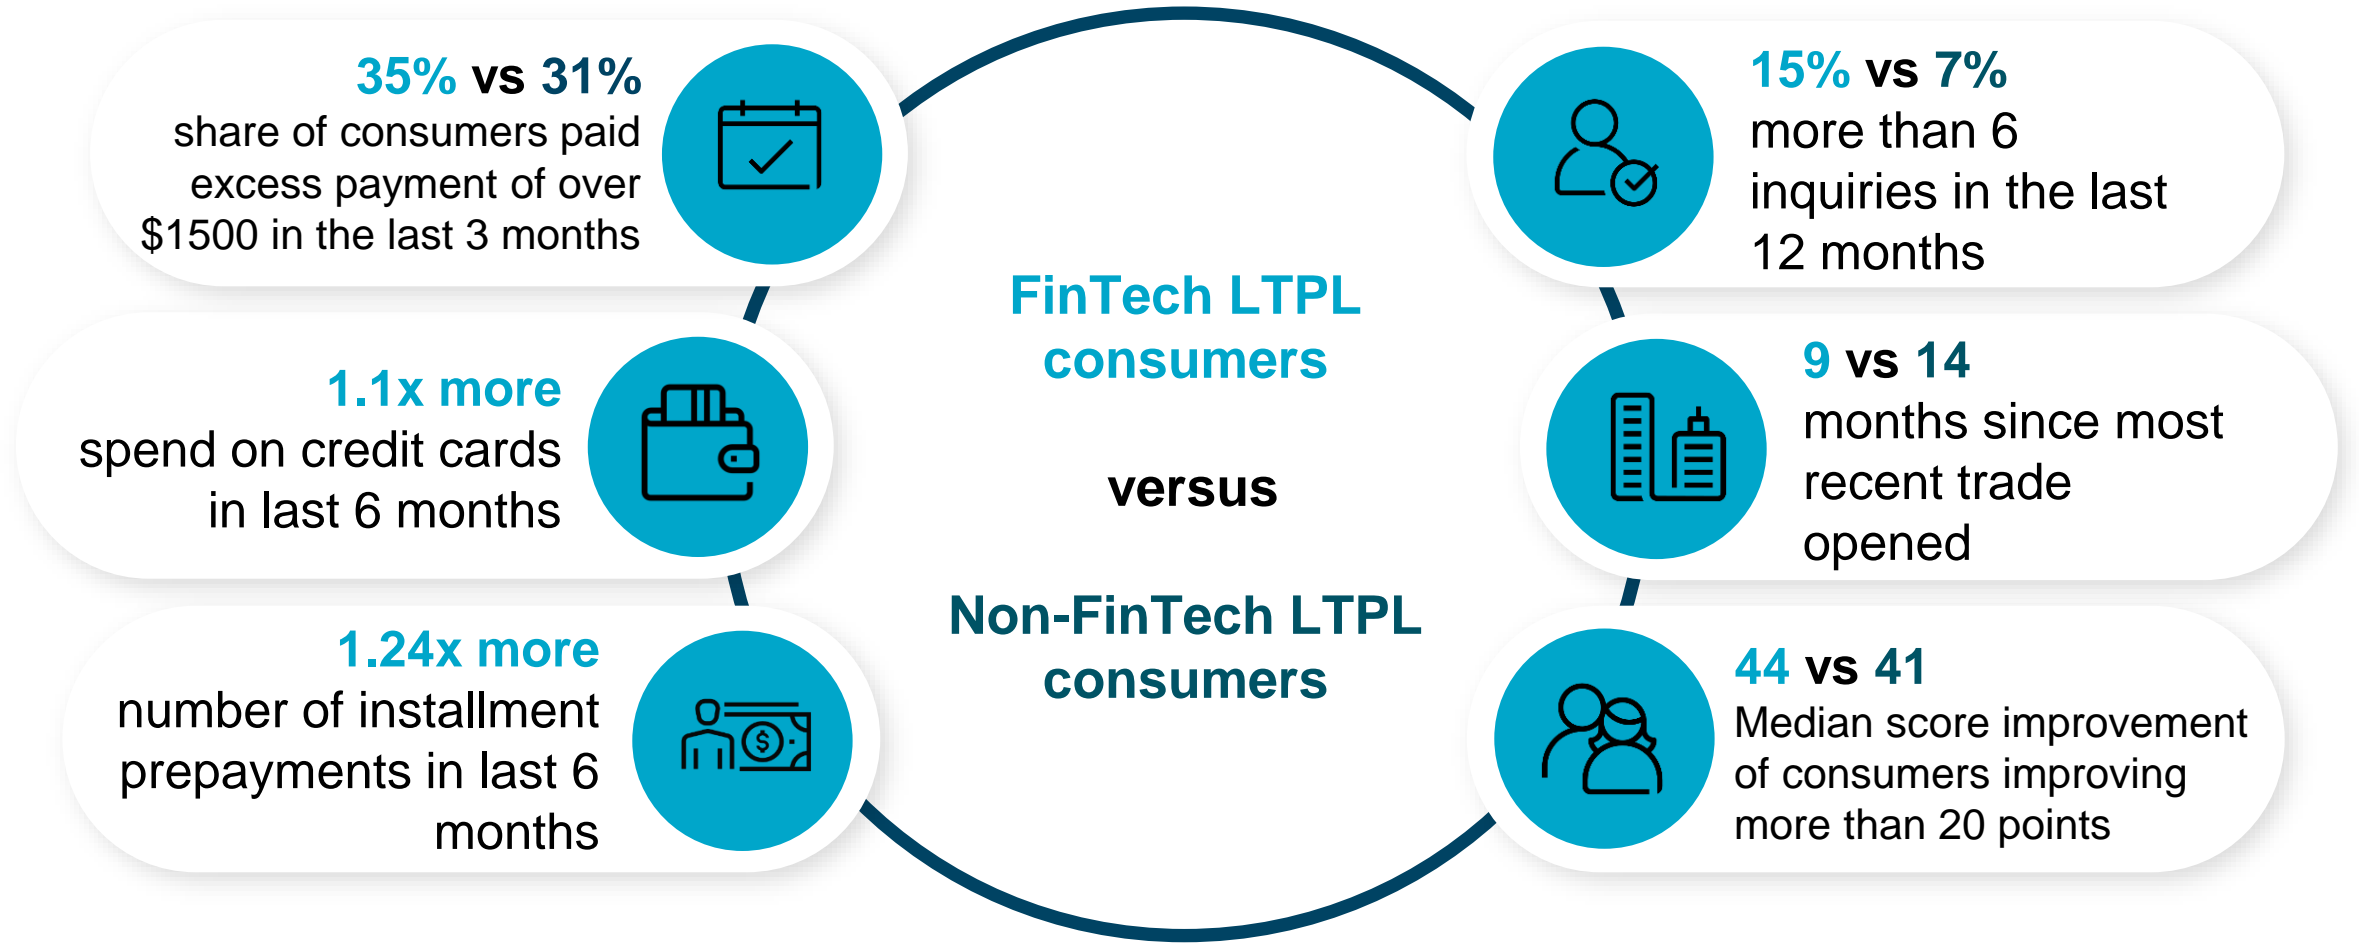 35% vs 31%
share of consumers paid
excess payment of over
$1500 in the last 3 months
1.1x more
spend on credit cards
in last 6 months
1.24x more
number of installment
prepayments in last 6
months
FinTech LTPL
consumers
versus
Non-FinTech LTPL
consumers
15% vs 7%
more than 6
inquiries in the last
12 months
9 vs 14
months since most
recent trade
opened
44 vs 41
Median score improvement
of consumers improving
more than 20 points